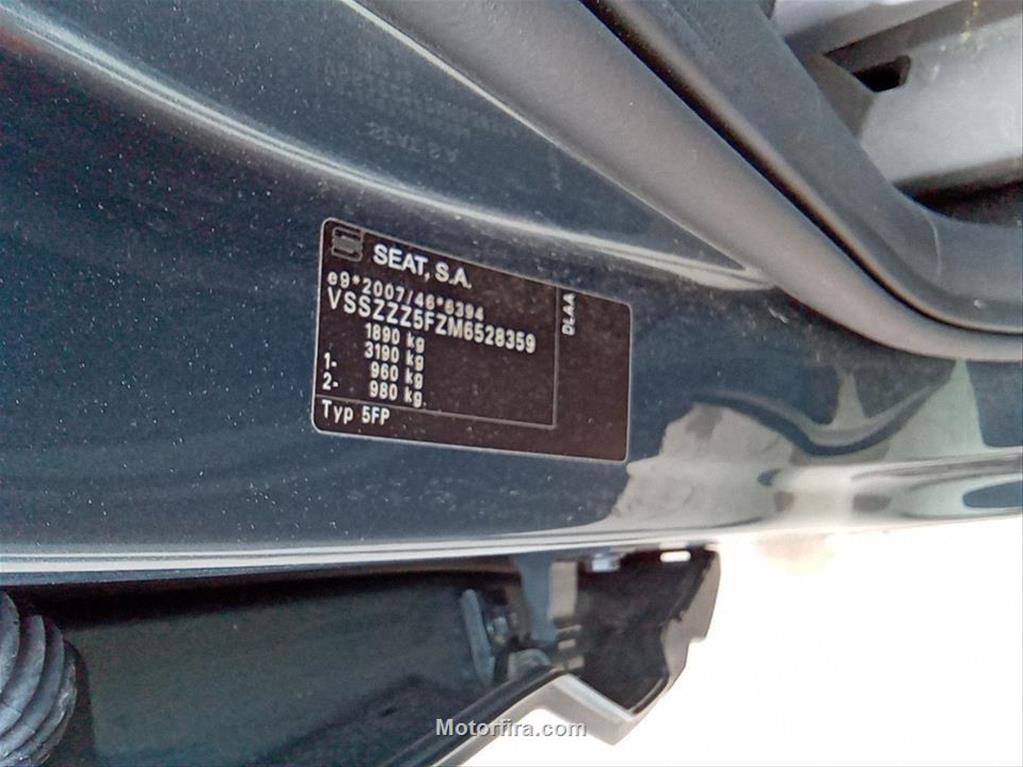 SEAT, S.A.
e9*2007/46*6394
VSSZZZ5FZM6528359
1890 kg
3190 kg
1- 960 kg
2- 980 kg.
Typ 5FP
DLAA
Motorfira.com